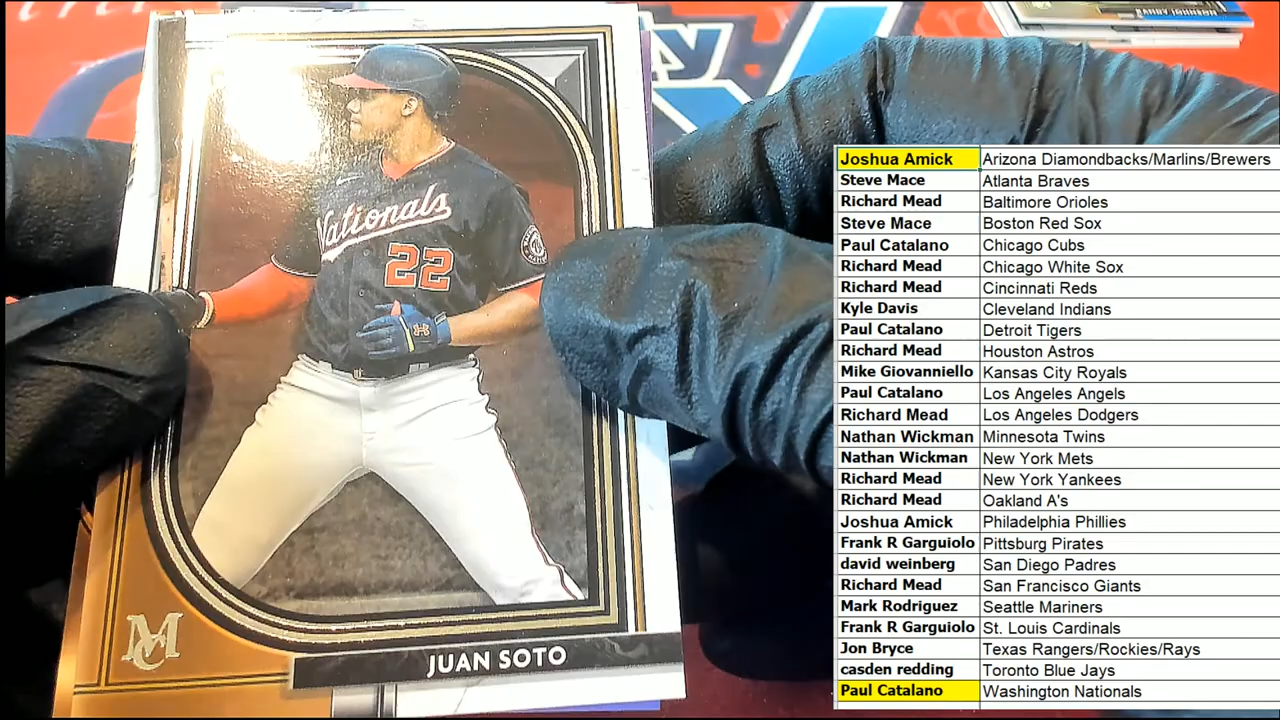 Nationals
22
MC
JUAN SOTO
Joshua Amick Arizona Diamondbacks/Marlins/Brewers
Steve Mace Atlanta Braves
Richard Mead Baltimore Orioles
Steve Mace Boston Red Sox
Paul Catalano Chicago Cubs
Richard Mead Chicago White Sox
Richard Mead Cincinnati Reds
Kyle Davis Cleveland Indians
Paul Catalano Detroit Tigers
Richard Mead Houston Astros
Mike Giovanniello Kansas City Royals
Paul Catalano Los Angeles Angels
Richard Mead Los Angeles Dodgers
Nathan Wickman Minnesota Twins
Nathan Wickman New York Mets
Richard Mead New York Yankees
Richard Mead Oakland A's
Joshua Amick Philadelphia Phillies
Frank R Garguiolo Pittsburg Pirates
david weinberg San Diego Padres
Richard Mead San Francisco Giants
Mark Rodriguez Seattle Mariners
Frank R Garguiolo St. Louis Cardinals
Jon Bryce Texas Rangers/Rockies/Rays
casden redding Toronto Blue Jays
Paul Catalano Washington Nationals